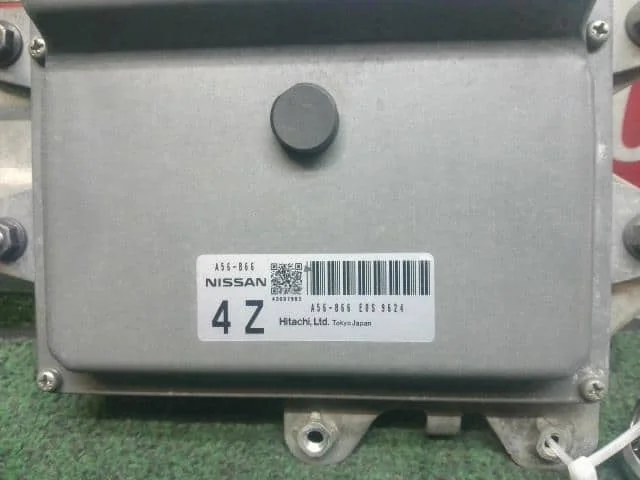 A56-B66
NISSAN
4 Z
A56-B66 E0S 9624
Hitachi, Ltd. Tokyo Japan